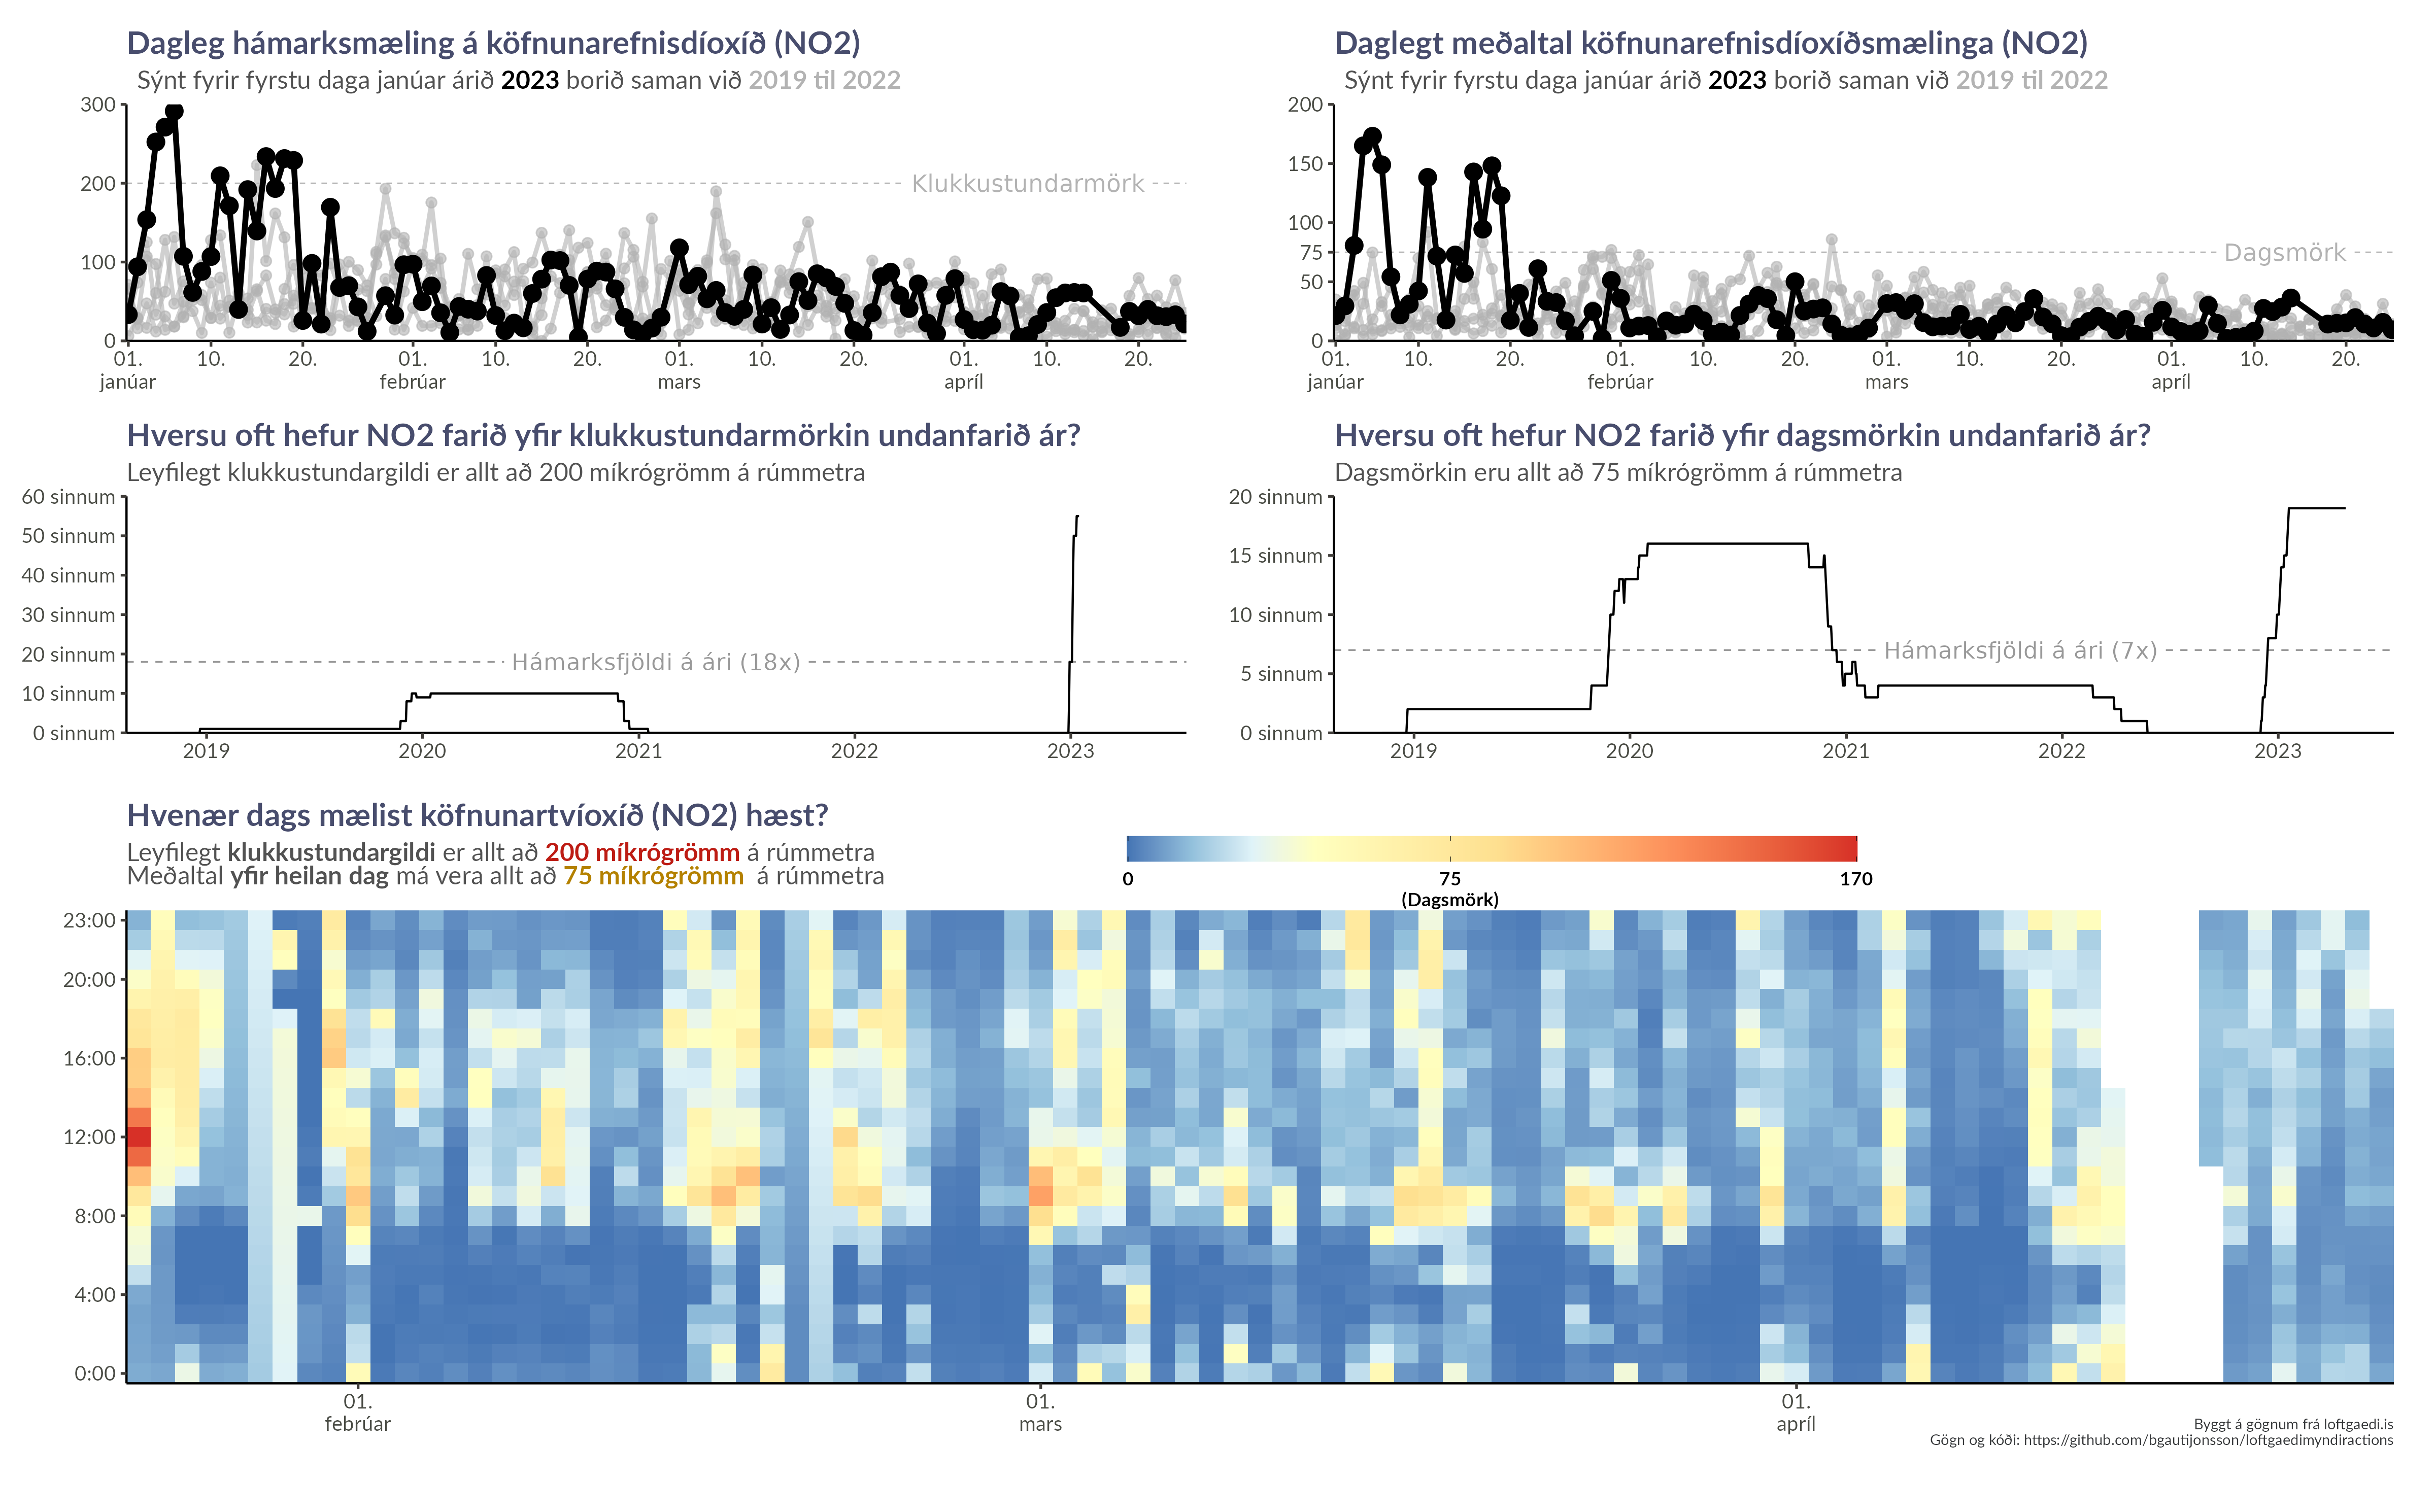 Dagleg hámarksmæling á köfnunarefnisdíoxíð (NO2)
Sýnt fyrir fyrstu daga janúar árið 2023 borið saman við 2019 til 2022
300
200
100
0
Klukkustundarmörk
01. 10. 20. 01. 10. 20. 01. 10. 20. 01. 10. 20.
janúar febrúar mars apríl
Daglegt meðaltal köfnunarefnisdíoxíðsmælinga (NO2)
Sýnt fyrir fyrstu daga janúar árið 2023 borið saman við 2019 til 2022
200
150
100
75
50
0
Dagsmörk
01. 10. 20. 01. 10. 20. 01. 10. 20. 01. 10. 20.
janúar febrúar mars apríl
Hversu oft hefur NO2 farið yfir klukkustundarmörkin undanfarið ár?
Leyfilegt klukkustundargildi er allt að 200 míkrógrömm á rúmmetra
60 sinnum
50 sinnum
40 sinnum
30 sinnum
20 sinnum
10 sinnum
0 sinnum
Hámarksfjöldi á ári (18x)
2019 2020 2021 2022 2023
Hversu oft hefur NO2 farið yfir dagsmörkin undanfarið ár?
Dagsmörkin eru allt að 75 míkrógrömm á rúmmetra
20 sinnum
15 sinnum
10 sinnum
5 sinnum
0 sinnum
Hámarksfjöldi á ári (7x)
2019 2020 2021 2022 2023
Hvenær dags mælist köfnunartvíoxíð (NO2) hæst?
Leyfilegt klukkustundargildi er allt að 200 míkrógrömm á rúmmetra
Meðaltal yfir heilan dag má vera allt að 75 míkrógrömm á rúmmetra
0 75 170
(Dagsmörk)
23:00
20:00
16:00
12:00
8:00
4:00
0:00
01. 01. 01.
febrúar mars apríl
Byggt á gögnum frá loftgaedi.is
Gögn og kóði: https://github.com/bgautijonsson/loftgaedimyndiractions